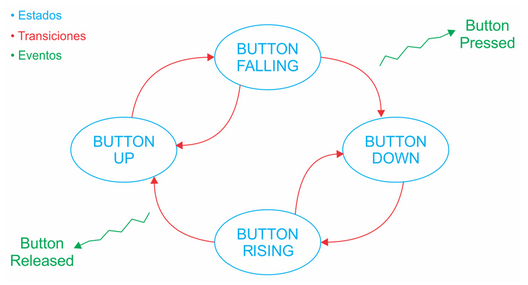 • Estados
• Transiciones
• Eventos
Button
Pressed
BUTTON
FALLING
BUTTON
UP
BUTTON
DOWN
BUTTON
RISING
Button
Released